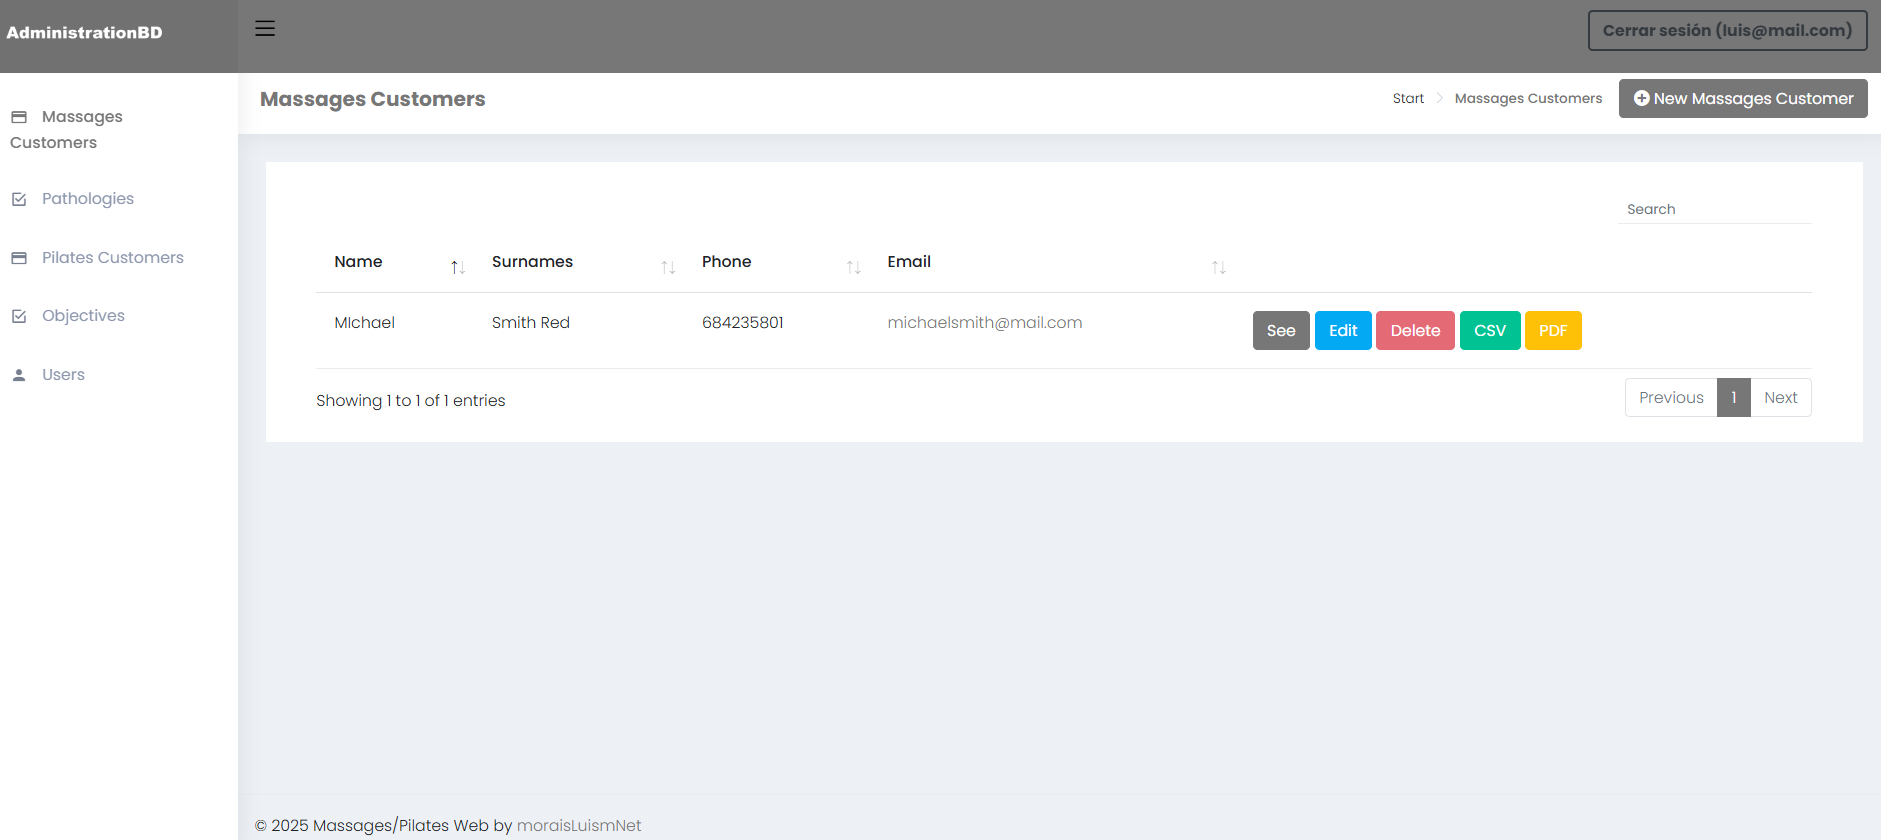 AdministrationBD
Cerrar sesión (luis@mail.com)
Massages Customers
Start
Massages Customers
New Massages Customer
Massages
Customers
Pathologies
Pilates Customers
Objectives
Users
Search
Name Surnames Phone Email
MIchael Smith Red 684235801 michaelsmith@mail.com See Edit Delete CSV PDF
Showing 1 to 1 of 1 entries
Previous 1 Next
© 2025 Massages/Pilates Web by moraisLuismNet